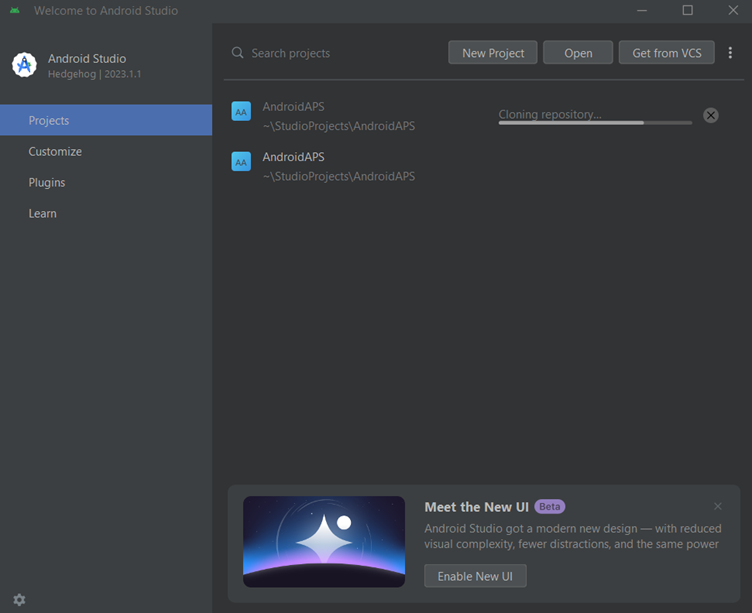 Welcome to Android Studio
Android Studio
Hedgehog | 2023.1.1
Projects
Customize
Plugins
Learn
Search projects
New Project
Open
Get from VCS
AA
AndroidAPS
~\StudioProjects\AndroidAPS
Cloning repository...
AA
AndroidAPS
~\StudioProjects\AndroidAPS
Meet the New UI Beta
Android Studio got a modern new design — with reduced
visual complexity, fewer distractions, and the same power
Enable New UI